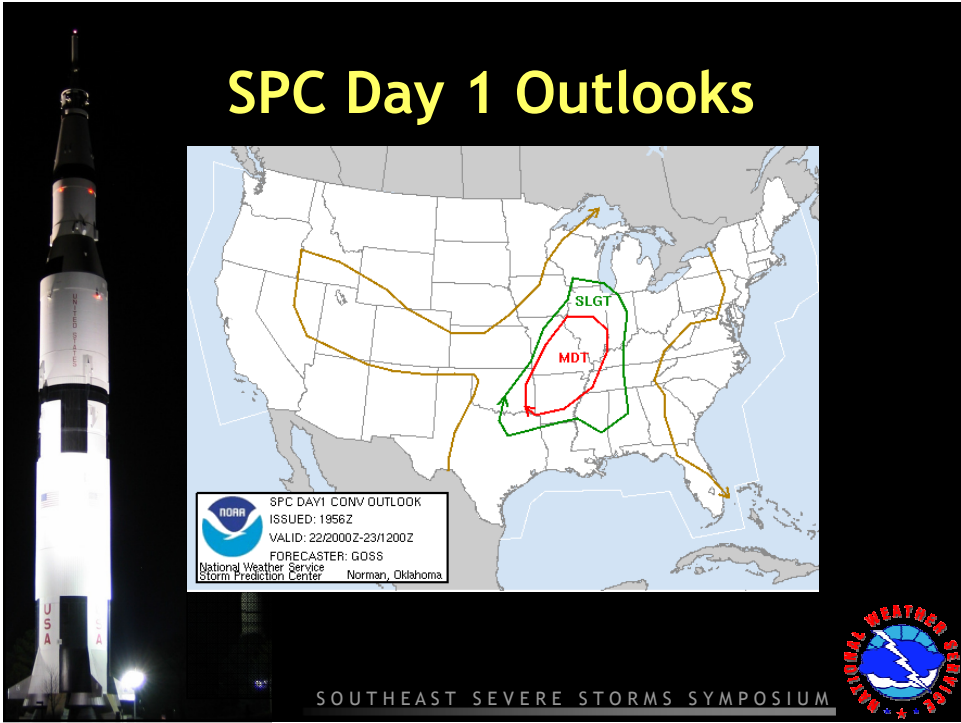 SPC Day 1 Outlooks
UNITED STATES
SLGT
MDT
NOAA
SPC DAY1 CONV OUTLOOK
ISSUED: 1956Z
VALID: 22/2000Z-23/1200Z
FORECASTER: GOSS
National Weather Service
Storm Prediction Center Norman, Oklahoma
USA
SA
SOUTHEAST SEVERE STORMS SYMPOSIUM
NATIONAL WEATHER SERVICE